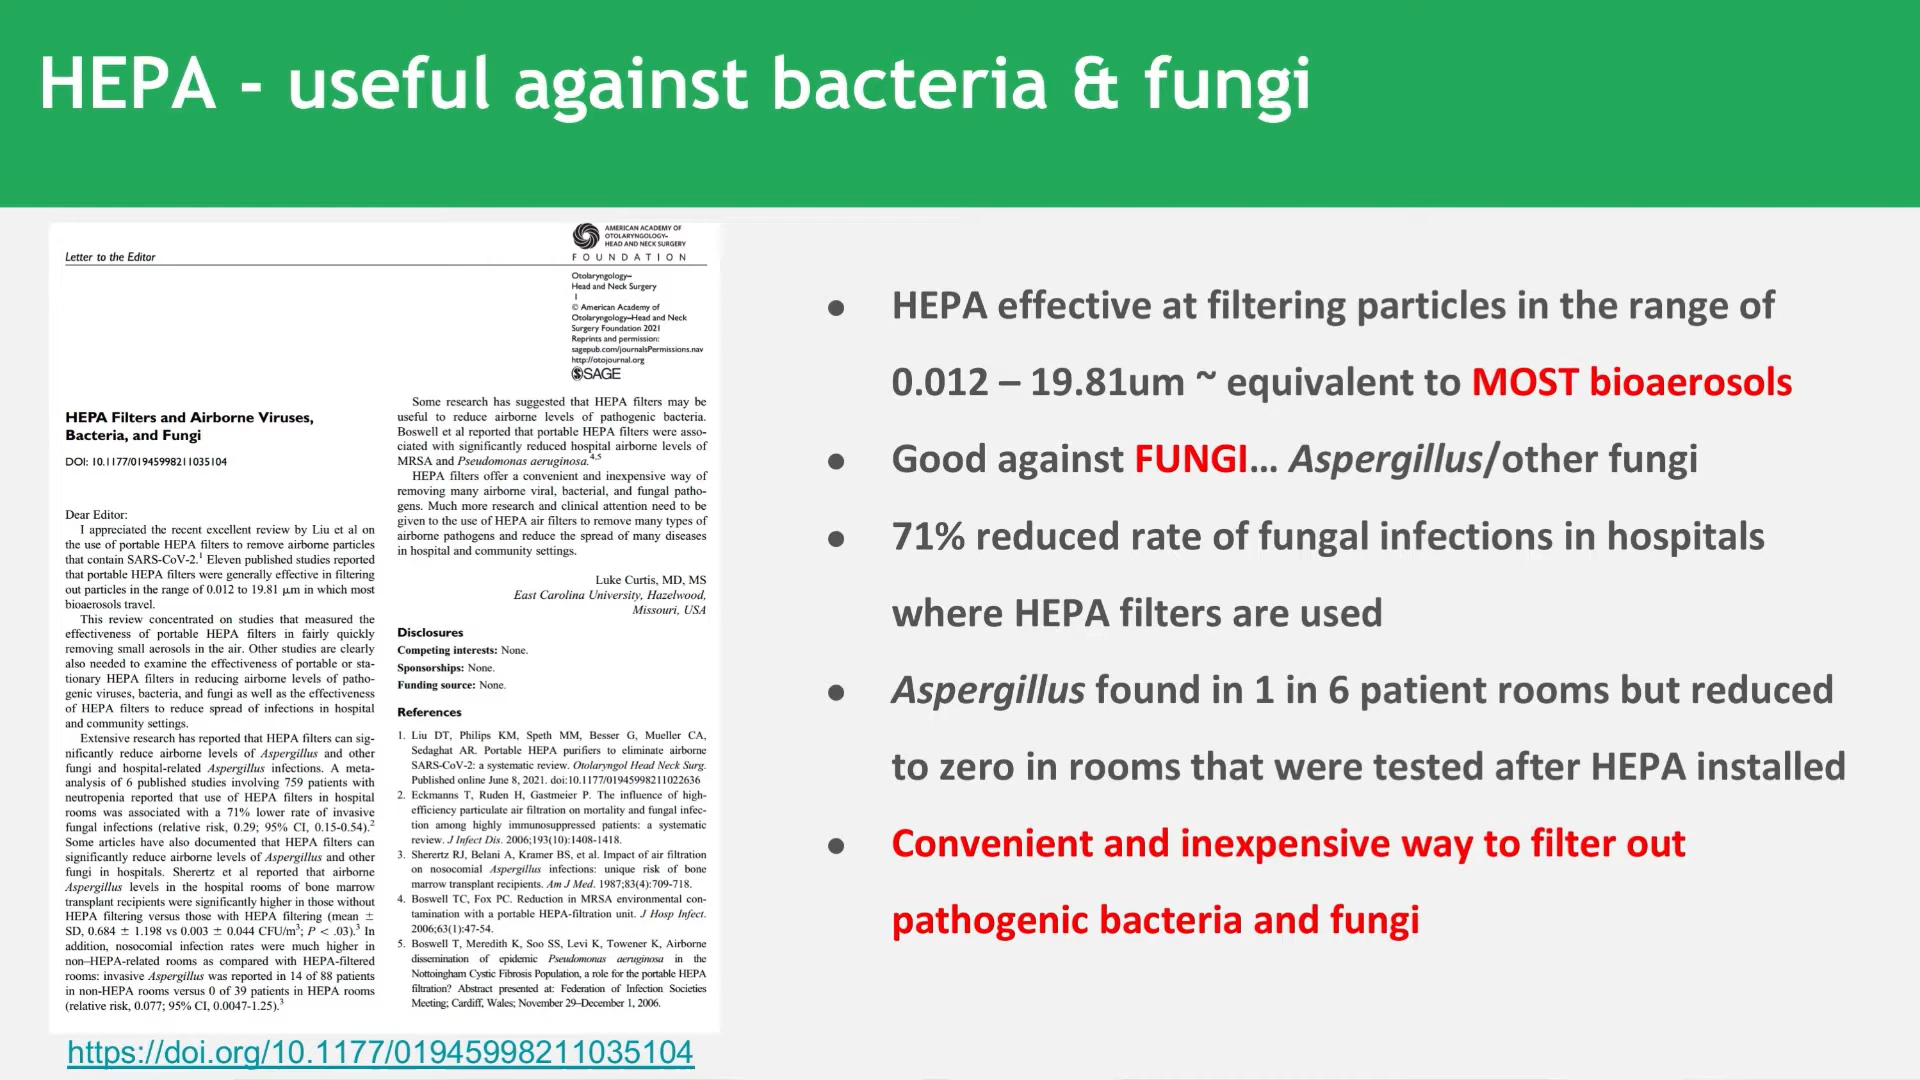 HEPA - useful against bacteria & fungi
Letter to the Editor
AMERICAN ACADEMY OF
OTOLARYNGOLOGY–
HEAD AND NECK SURGERY
FOUNDATION
Otolaryngology–
Head and Neck Surgery
1
© American Academy of
Otolaryngology–Head and Neck
Surgery Foundation 2021
Reprints and permission:
sagepub.com/journalsPermissions.nav
http://otojournal.org
SAGE
HEPA Filters and Airborne Viruses,
Bacteria, and Fungi
DOI: 10.1177/01945998211035104
Dear Editor:
I appreciated the recent excellent review by Liu et al on
the use of portable HEPA filters to remove airborne particles
that contain SARS-CoV-2.1 Eleven published studies reported
that portable HEPA filters were generally effective in filtering
out particles in the range of 0.012 to 19.81 μm in which most
bioaerosols travel.
This review concentrated on studies that measured the
effectiveness of portable HEPA filters in fairly quickly
removing small aerosols in the air. Other studies are clearly
also needed to examine the effectiveness of portable or sta-
tionary HEPA filters in reducing airborne levels of patho-
genic viruses, bacteria, and fungi as well as the effectiveness
of HEPA filters to reduce spread of infections in hospital
and community settings.
Extensive research has reported that HEPA filters can sig-
nificantly reduce airborne levels of Aspergillus and other
fungi and hospital-related Aspergillus infections. A meta-
analysis of 6 published studies involving 759 patients with
neutropenia reported that use of HEPA filters in hospital
rooms was associated with a 71% lower rate of invasive
fungal infections (relative risk, 0.29; 95% CI, 0.15-0.54).2
Some articles have also documented that HEPA filters can
significantly reduce airborne levels of Aspergillus and other
fungi in hospitals. Sherertz et al reported that airborne
Aspergillus levels in the hospital rooms of bone marrow
transplant recipients were significantly higher in those without
HEPA filtering versus those with HEPA filtering (mean ±
SD, 0.684 ± 1.198 vs 0.003 ± 0.044 CFU/m3; P < .03).3 In
addition, nosocomial infection rates were much higher in
non–HEPA-related rooms as compared with HEPA-filtered
rooms: invasive Aspergillus was reported in 14 of 88 patients
in non-HEPA rooms versus 0 of 39 patients in HEPA rooms
(relative risk, 0.077; 95% CI, 0.0047-1.25).3
Some research has suggested that HEPA filters may be
useful to reduce airborne levels of pathogenic bacteria.
Boswell et al reported that portable HEPA filters were asso-
ciated with significantly reduced hospital airborne levels of
MRSA and Pseudomonas aeruginosa.4,5
HEPA filters offer a convenient and inexpensive way of
removing many airborne viral, bacterial, and fungal patho-
gens. Much more research and clinical attention need to be
given to the use of HEPA air filters to remove many types of
airborne pathogens and reduce the spread of many diseases
in hospital and community settings.
Luke Curtis, MD, MS
East Carolina University, Hazelwood,
Missouri, USA
Disclosures
Competing interests: None.
Sponsorships: None.
Funding source: None.
References
1. Liu DT, Philips KM, Speth MM, Besser G, Mueller CA,
Sedaghat AR. Portable HEPA purifiers to eliminate airborne
SARS-CoV-2: a systematic review. Otolaryngol Head Neck Surg.
Published online June 8, 2021. doi:10.1177/01945998211022636
2. Eckmanns T, Ruden H, Gastmeier P. The influence of high-
efficiency particulate air filtration on mortality and fungal infec-
tion among highly immunosuppressed patients: a systematic
review. J Infect Dis. 2006;193(10):1408-1418.
3. Sherertz RJ, Belani A, Kramer BS, et al. Impact of air filtration
on nosocomial Aspergillus infections: unique risk of bone
marrow transplant recipients. Am J Med. 1987;83(4):709-718.
4. Boswell TC, Fox PC. Reduction in MRSA environmental con-
tamination with a portable HEPA-filtration unit. J Hosp Infect.
2006;63(1):47-54.
5. Boswell T, Meredith K, Soo SS, Levi K, Towener K, Airborne
dissemination of epidemic Pseudomonas aeruginosa in the
Nottoingham Cystic Fibrosis Population, a role for the portable HEPA
filtration? Abstract presented at: Federation of Infection Societies
Meeting; Cardiff, Wales; November 29–December 1, 2006.
https://doi.org/10.1177/01945998211035104
● HEPA effective at filtering particles in the range of
0.012 – 19.81um ~ equivalent to MOST bioaerosols
● Good against FUNGI... Aspergillus/other fungi
● 71% reduced rate of fungal infections in hospitals
where HEPA filters are used
● Aspergillus found in 1 in 6 patient rooms but reduced
to zero in rooms that were tested after HEPA installed
● Convenient and inexpensive way to filter out
pathogenic bacteria and fungi